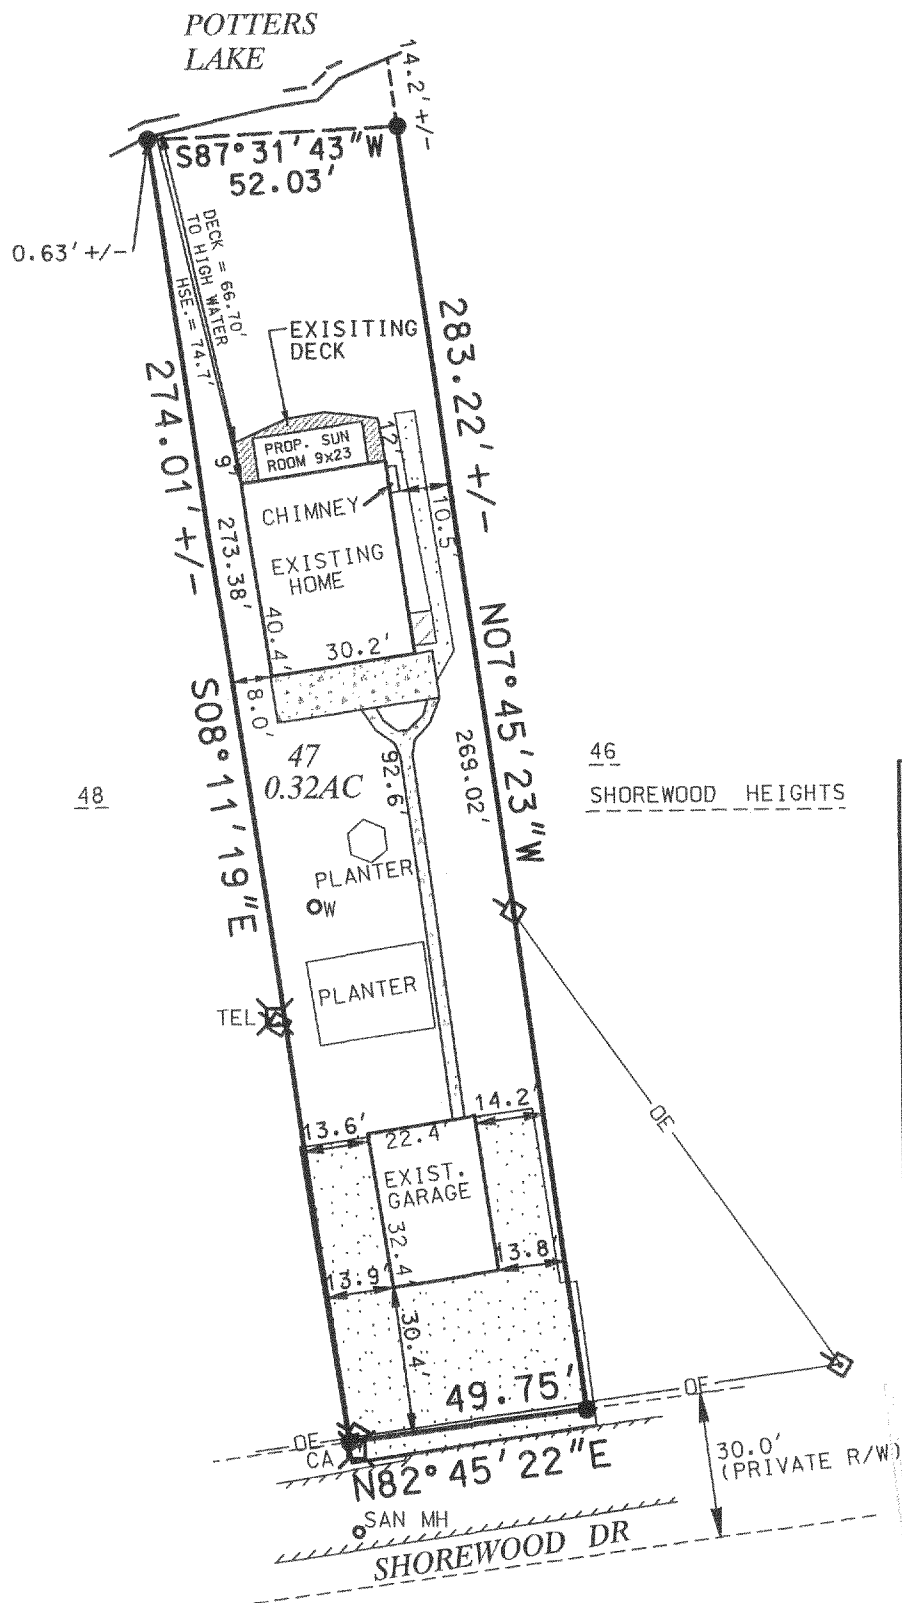 POTTERS
LAKE
14.2'+/-
S87°31'43"W
52.03'
0.63'+/-
DECK = 66.70'
TO HIGH WATER
HSE.= 74.7'
EXISITING
DECK
283.22'+/-
274.01'+/-
PROP. SUN
ROOM 9x23
12'
9'
CHIMNEY
10.5'
273.38'
EXISTING
HOME
40.4'
30.2'
N07°45'23"W
S08°11'19"E
8.0'
47
0.32AC
92.6'
269.02'
46
SHOREWOOD HEIGHTS
48
PLANTER
W
PLANTER
TEL
OE
13.6'
14.2'
22.4'
EXIST.
GARAGE
32.4'
13.8'
13.9'
30.4'
49.75'
OE
OE
CA
N82°45'22"E
30.0'
(PRIVATE R/W)
SAN MH
SHOREWOOD DR